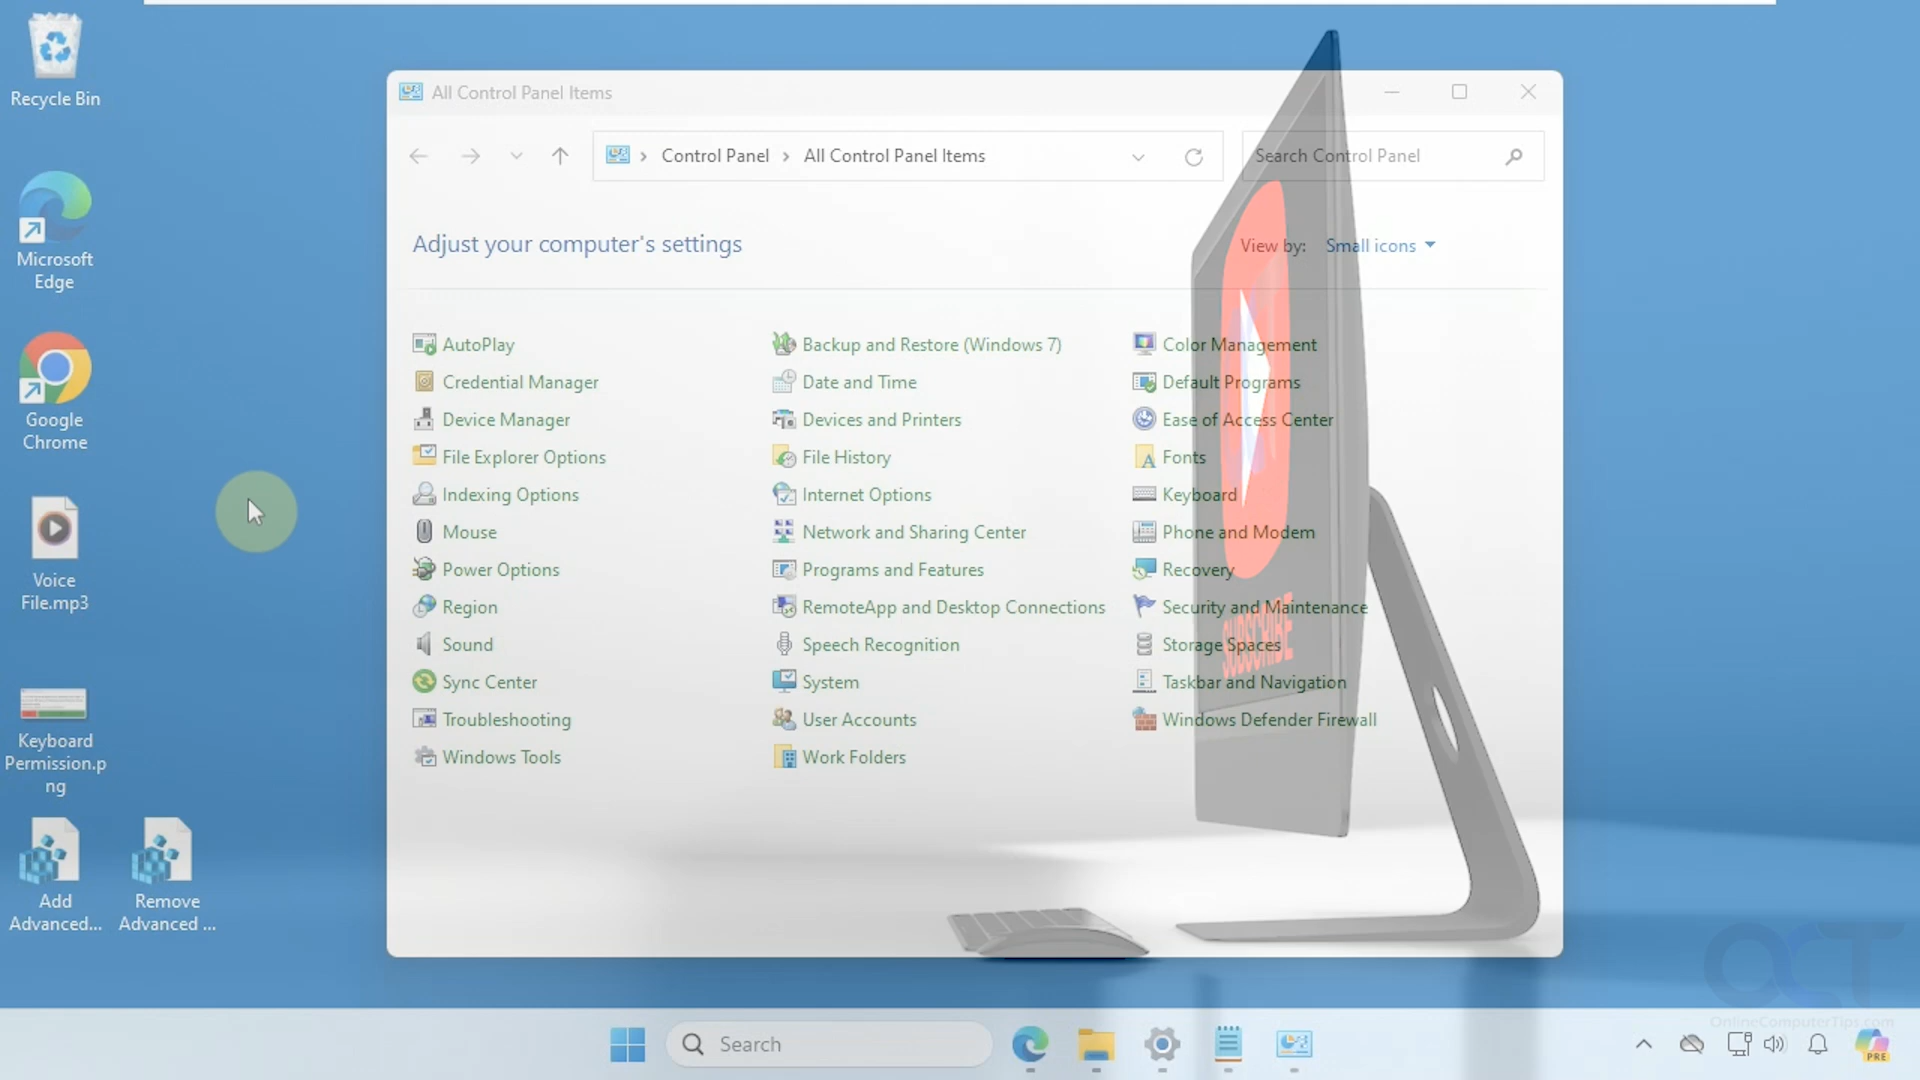 Recycle Bin
Microsoft
Edge
Google
Chrome
Voice
File.mp3
Keyboard
Permission.p
ng
Add
Advanced...
Remove
Advanced ...
All Control Panel Items
Control Panel
All Control Panel Items
Search Control Panel
Adjust your computer's settings
View by:
Small icons
AutoPlay
Backup and Restore (Windows 7)
Color Management
Credential Manager
Date and Time
Default Programs
Device Manager
Devices and Printers
Ease of Access Center
File Explorer Options
File History
Fonts
Indexing Options
Internet Options
Keyboard
Mouse
Network and Sharing Center
Phone and Modem
Power Options
Programs and Features
Recovery
Region
RemoteApp and Desktop Connections
Security and Maintenance
Sound
Speech Recognition
Storage Spaces
Sync Center
System
Taskbar and Navigation
Troubleshooting
User Accounts
Windows Defender Firewall
Windows Tools
Work Folders
SUBSCRIBE
OCT
OnlineComputerTips.com
Search
PRE